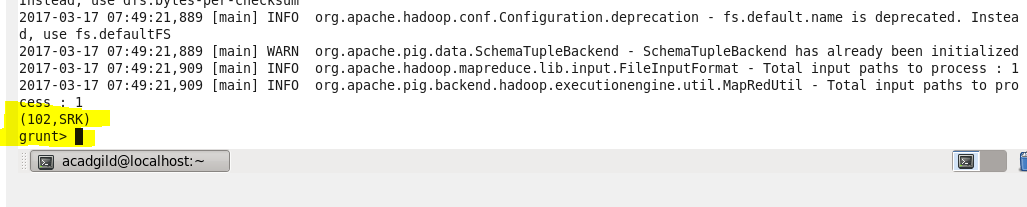 Instead, use dfs.bytes-per-checksum
2017-03-17 07:49:21,889 [main] INFO  org.apache.hadoop.conf.Configuration.deprecation - fs.default.name is deprecated. Instea
d, use fs.defaultFS
2017-03-17 07:49:21,889 [main] WARN  org.apache.pig.data.SchemaTupleBackend - SchemaTupleBackend has already been initialized
2017-03-17 07:49:21,909 [main] INFO  org.apache.hadoop.mapreduce.lib.input.FileInputFormat - Total input paths to process : 1
2017-03-17 07:49:21,909 [main] INFO  org.apache.pig.backend.hadoop.executionengine.util.MapRedUtil - Total input paths to pro
cess : 1
(102,SRK)
grunt>
acadgild@localhost:~